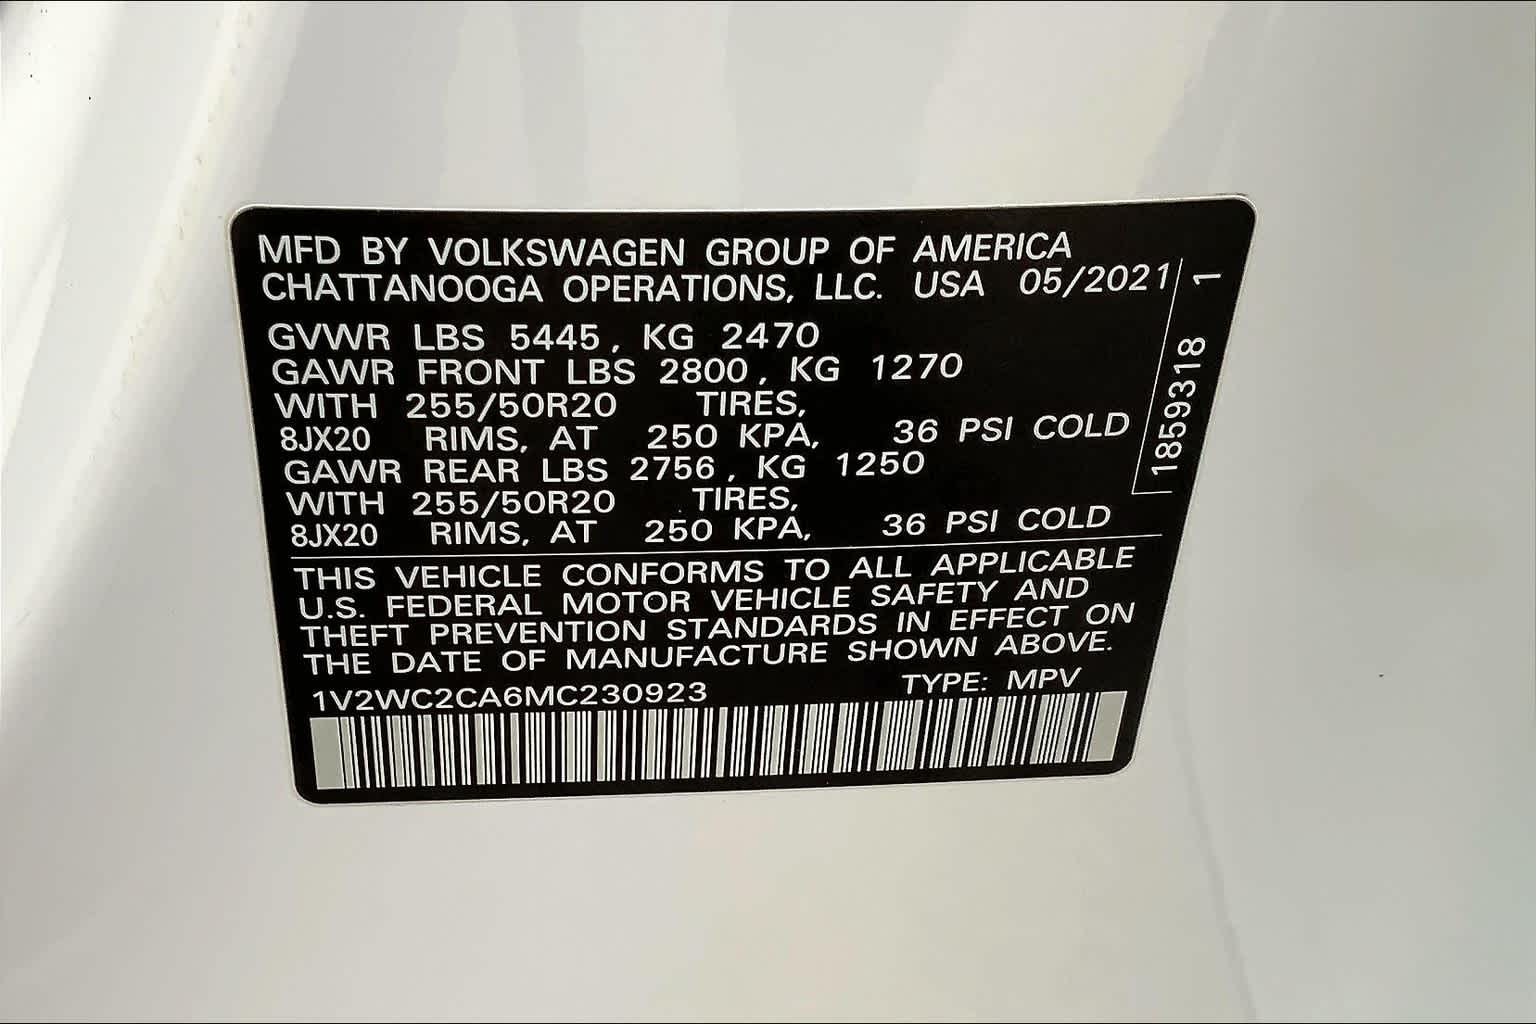 MFD BY VOLKSWAGEN GROUP OF AMERICA
CHATTANOOGA OPERATIONS, LLC. USA 05/2021
GVWR LBS 5445, KG 2470
GAWR FRONT LBS 2800, KG 1270
WITH 255/50R20 TIRES,
8JX20 RIMS, AT 250 KPA, 36 PSI COLD
GAWR REAR LBS 2756, KG 1250
WITH 255/50R20 TIRES,
8JX20 RIMS, AT 250 KPA, 36 PSI COLD
1859318 1
THIS VEHICLE CONFORMS TO ALL APPLICABLE
U.S. FEDERAL MOTOR VEHICLE SAFETY AND
THEFT PREVENTION STANDARDS IN EFFECT ON
THE DATE OF MANUFACTURE SHOWN ABOVE.
1V2WC2CA6MC230923 TYPE: MPV